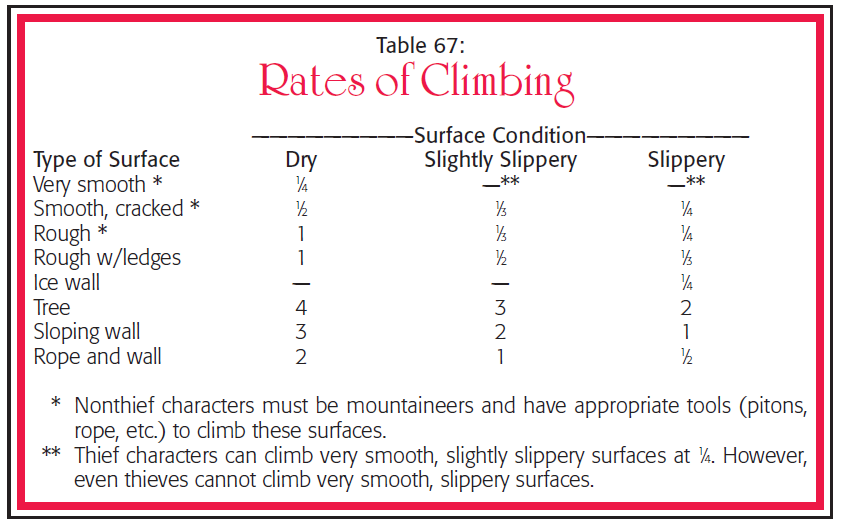 Table 67:
Rates of Climbing
——————Surface Condition——————
Type of Surface Dry Slightly Slippery Slippery
Very smooth * ¼ —** —**
Smooth, cracked * ½ ⅓ ¼
Rough * 1 ⅓ ¼
Rough w/ledges 1 ½ ⅓
Ice wall — — ¼
Tree 4 3 2
Sloping wall 3 2 1
Rope and wall 2 1 ½
* Nonthief characters must be mountaineers and have appropriate tools (pitons,
rope, etc.) to climb these surfaces.
** Thief characters can climb very smooth, slightly slippery surfaces at ¼. However,
even thieves cannot climb very smooth, slippery surfaces.